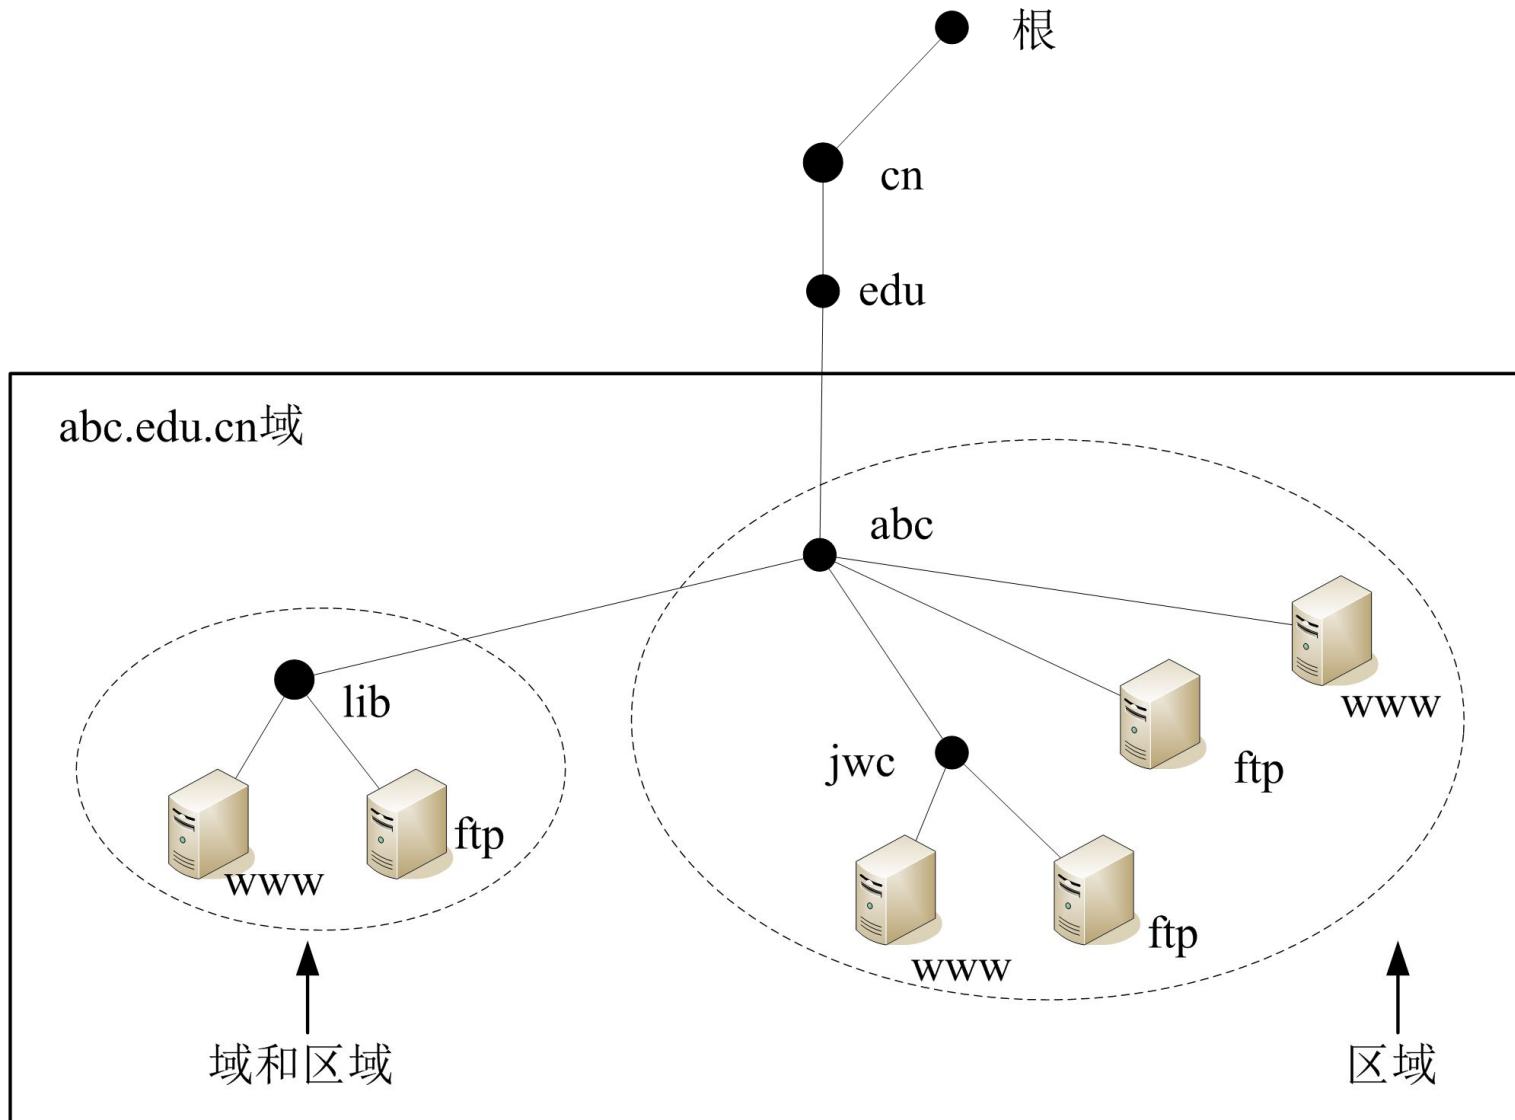 根
cn
edu
abc.edu.cn域
abc
lib
www
ftp
jwc
www
ftp
ftp
www
域和区域
区域